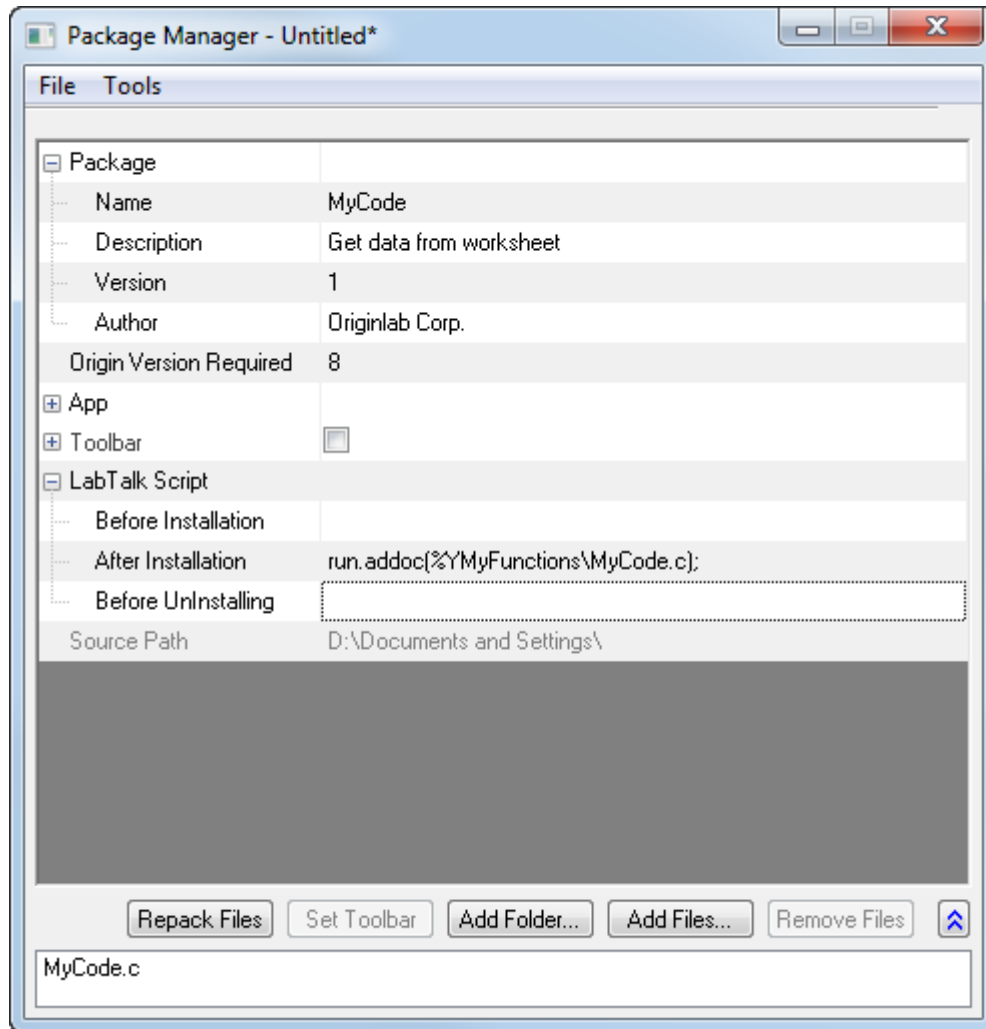 Package Manager - Untitled*
File Tools
Package
Name MyCode
Description Get data from worksheet
Version 1
Author Originlab Corp.
Origin Version Required 8
App
Toolbar
LabTalk Script
Before Installation
After Installation run.addoc(%YMyFunctions\MyCode.c);
Before UnInstalling
Source Path D:\Documents and Settings\
Repack Files Set Toolbar Add Folder... Add Files... Remove Files
MyCode.c